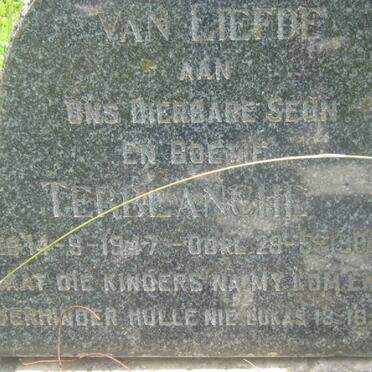 VAN LIEFDE
AAN
ONS DIERBARE SEUN
EN BOETIE
TERBLANCHE
14-9-1947 - OORL. 28-5-
LAAT DIE KINDERS NA MY KOM EN
VERHINDER HULLE NIE LUKAS 18-16